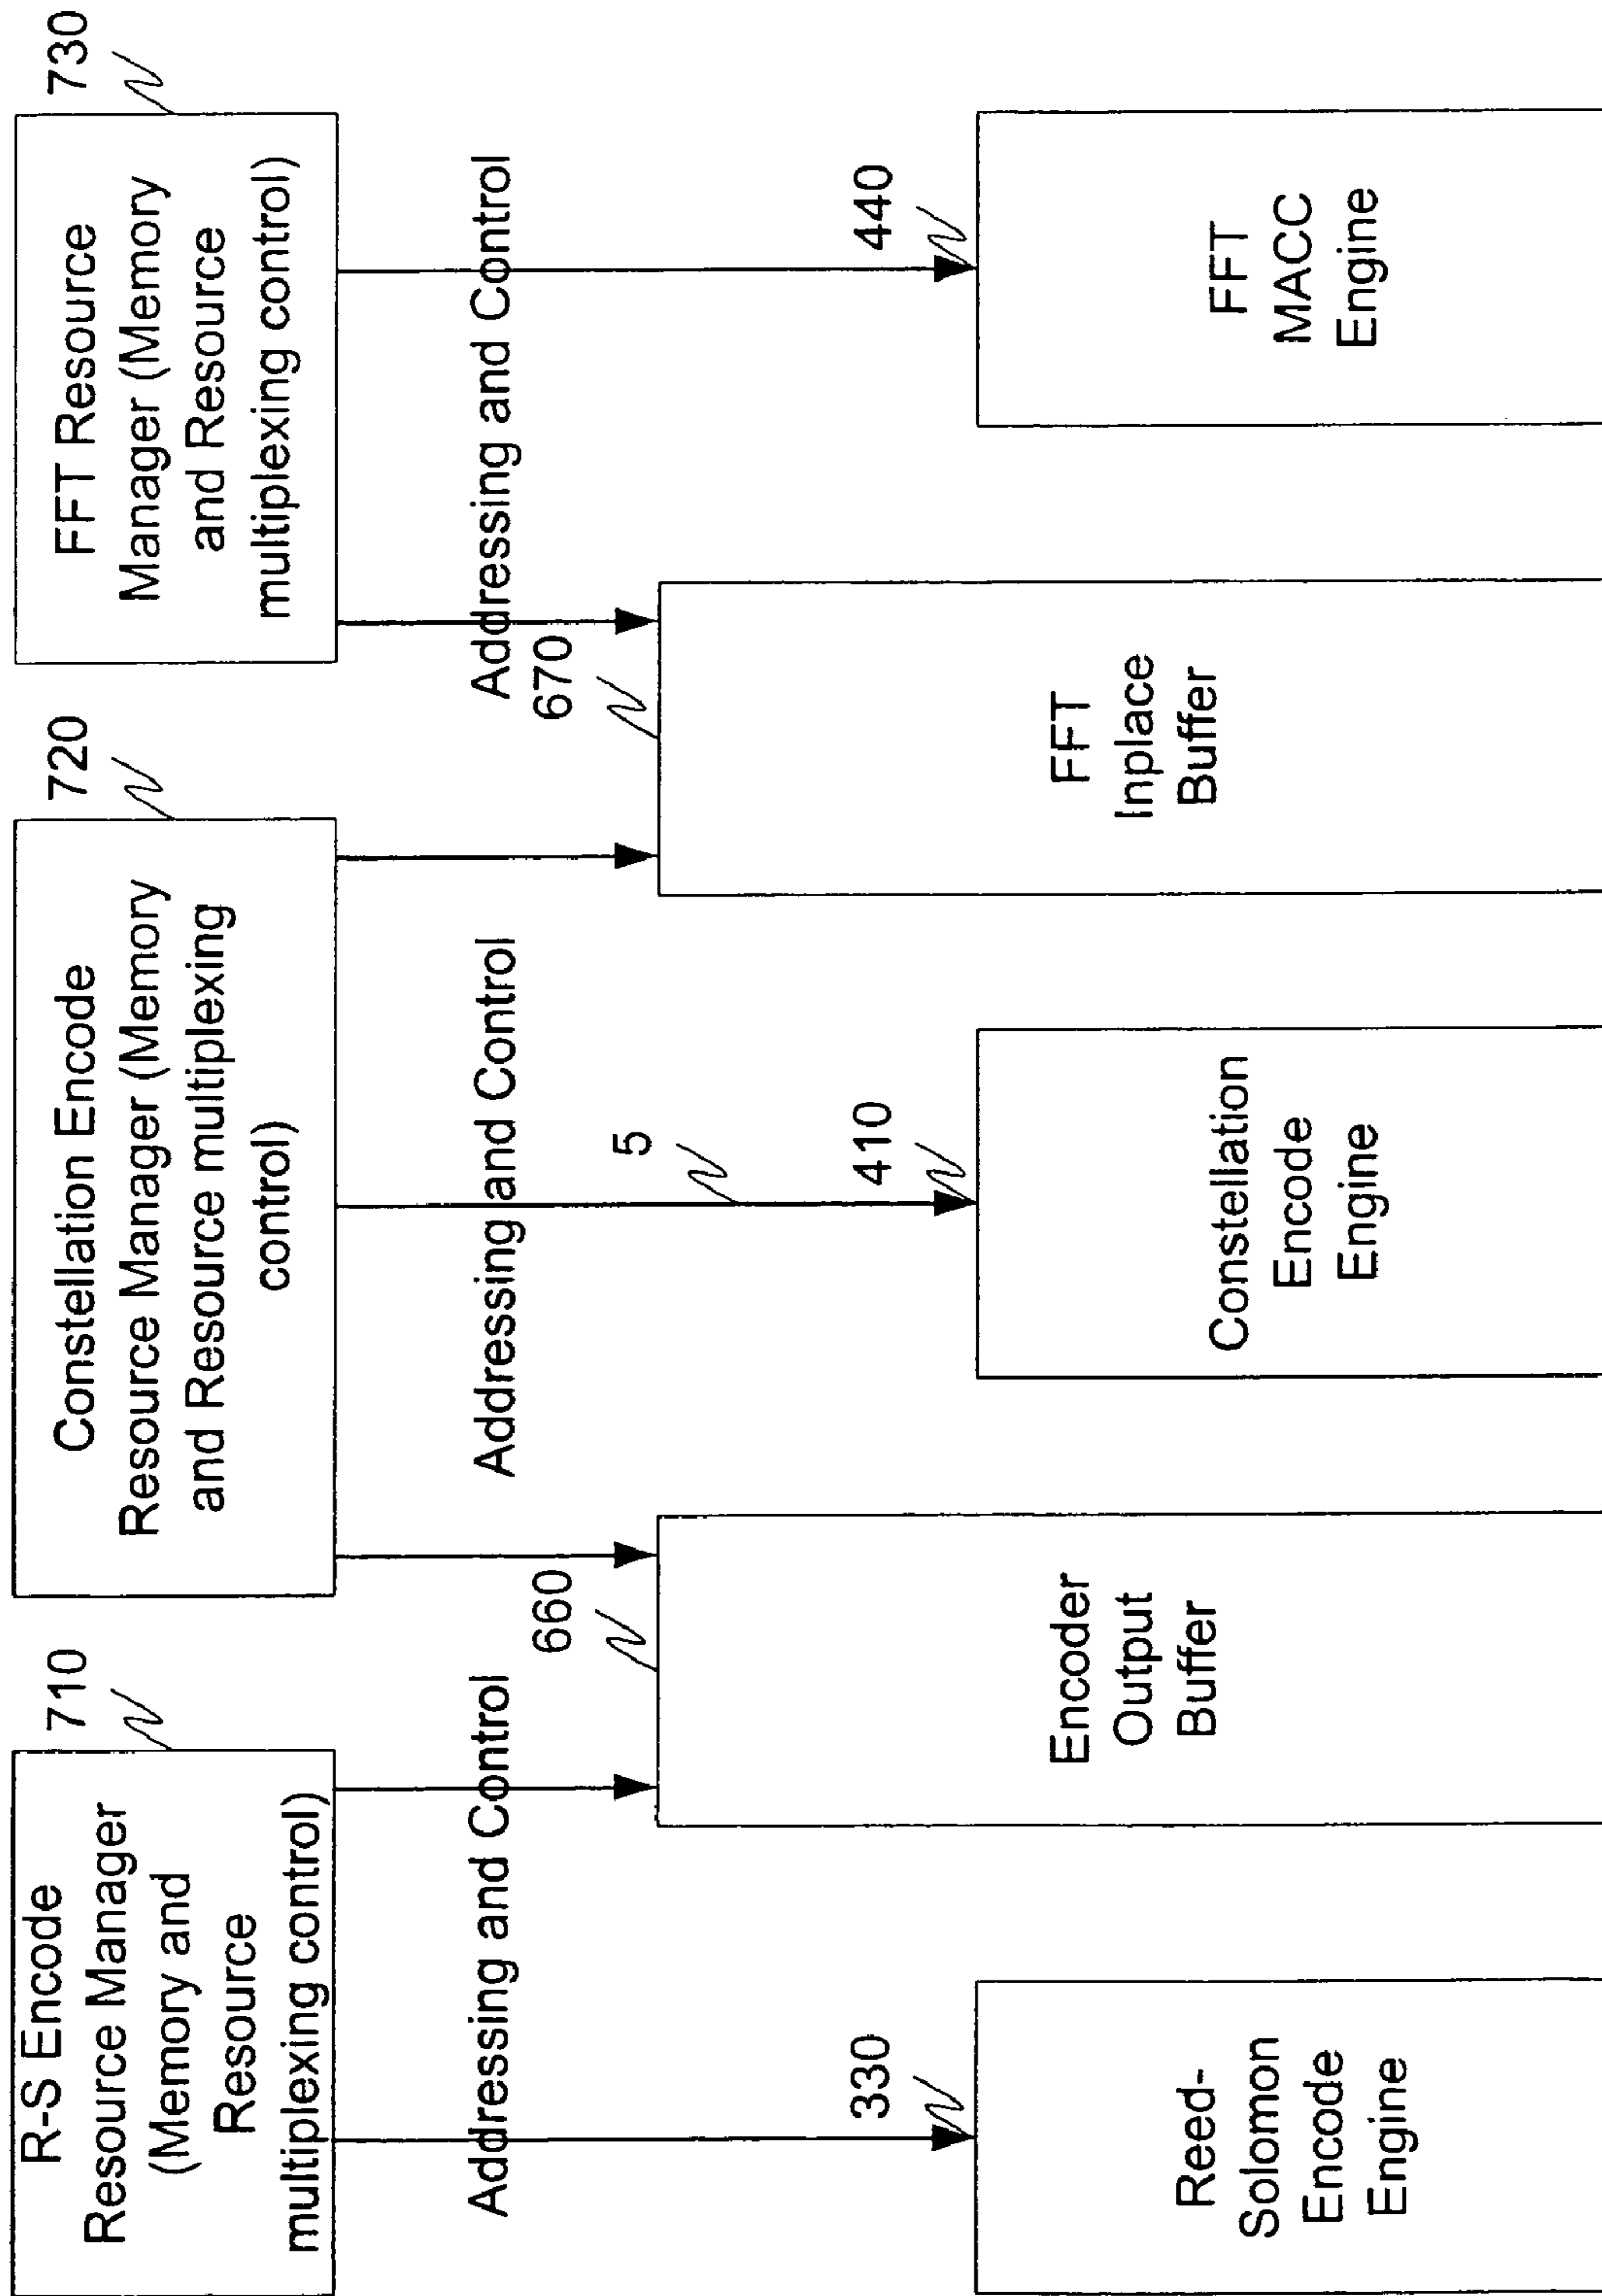 R-S Encode
Resource Manager
(Memory and
Resource
multiplexing control)
710
Constellation Encode
Resource Manager (Memory
and Resource multiplexing
control)
720
FFT Resource
Manager (Memory
and Resource
multiplexing control)
730
Addressing and Control
Addressing and Control
Addressing and Control
660
670
5
330
410
440
Reed-
Solomon
Encode
Engine
Encoder
Output
Buffer
Constellation
Encode
Engine
FFT
Inplace
Buffer
FFT
MACC
Engine